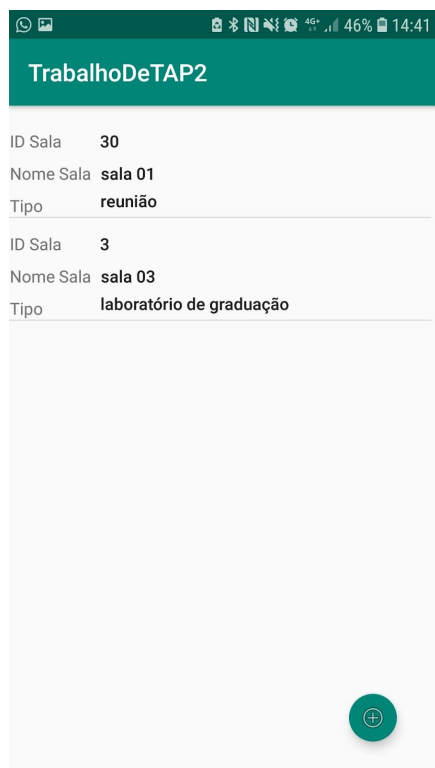 4G+ 46% 14:41
TrabalhoDeTAP2
ID Sala 30
Nome Sala sala 01
Tipo reunião
ID Sala 3
Nome Sala sala 03
Tipo laboratório de graduação